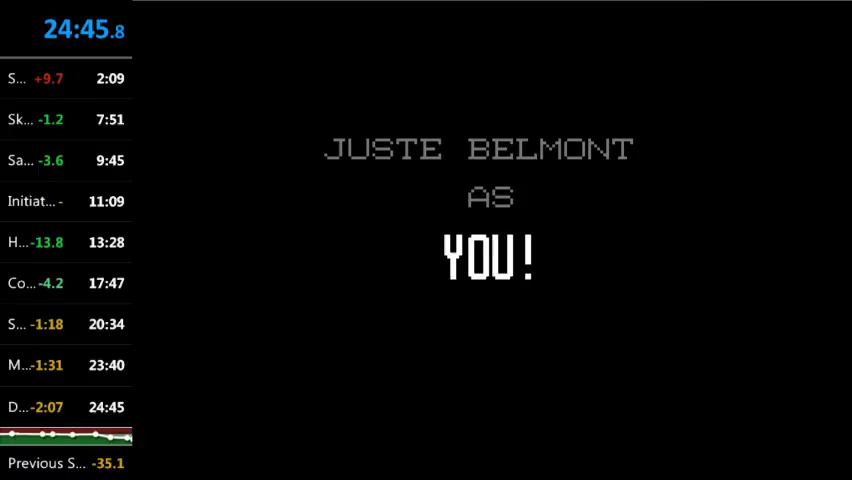 24:45.8
S... +9.7 2:09
Sk... -1.2 7:51
Sa... -3.6 9:45
Initiat... - 11:09
H... -13.8 13:28
Co... -4.2 17:47
S... -1:18 20:34
M... -1:31 23:40
D... -2:07 24:45
Previous S... -35.1
JUSTE BELMONT
AS
YOU!